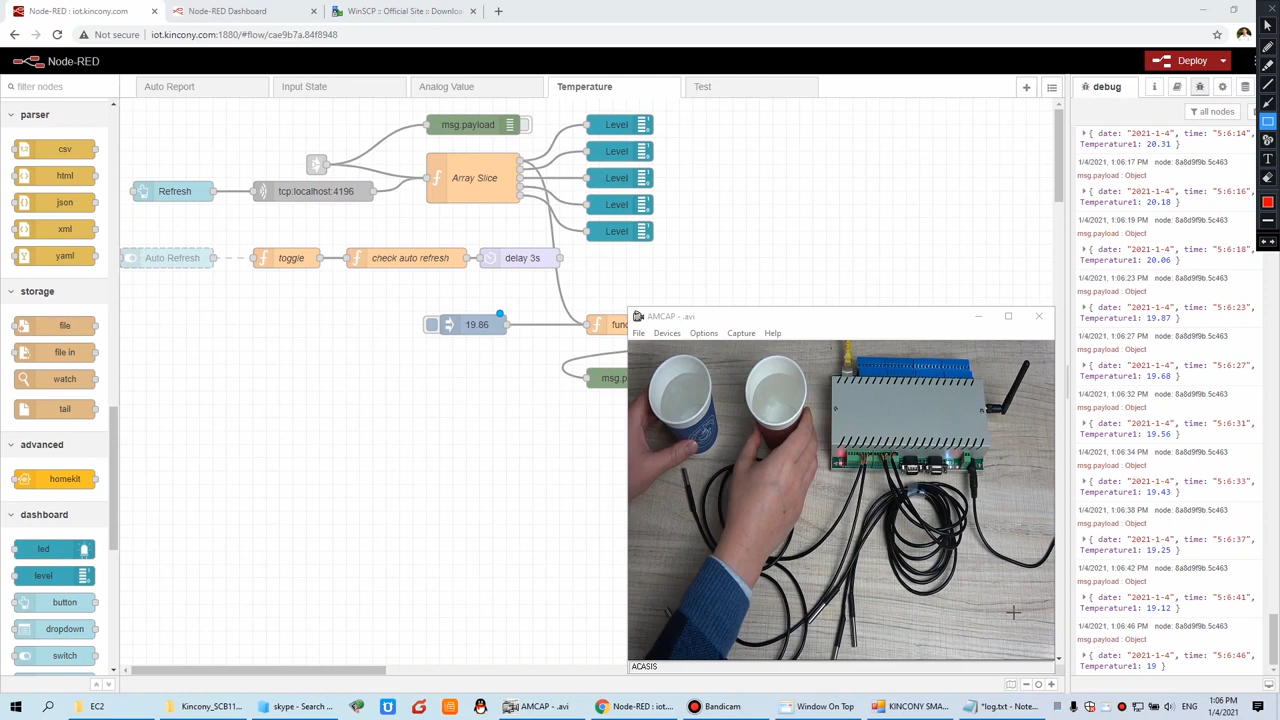 Node-RED : iot.kincony.com
Node-RED Dashboard
WinSCP :: Official Site :: Downlo
Not secure
iot.kincony.com:1880/#flow/cae9b7a.84f8948
Node-RED
Deploy
filter nodes
Auto Report
Input State
Analog Value
Temperature
Test
debug
all nodes
parser
csv
html
json
xml
yaml
storage
file
file in
watch
tail
advanced
homekit
dashboard
led
level
button
dropdown
switch
msg.payload
Refresh
tcp:localhost:4196
Array Slice
Level
Level
Level
Level
Level
Auto Refresh
toggle
check auto refresh
delay 3s
19.86
func
msg.p
AMCAP - .avi
File
Devices
Options
Capture
Help
ACASIS
{ date: "2021-1-4", time: "5:6:14",
Temperature1: 20.31 }
1/4/2021, 1:06:17 PM node: 8a8d9f9b.5c463
msg.payload : Object
{ date: "2021-1-4", time: "5:6:16",
Temperature1: 20.18 }
1/4/2021, 1:06:19 PM node: 8a8d9f9b.5c463
msg.payload : Object
{ date: "2021-1-4", time: "5:6:18",
Temperature1: 20.06 }
1/4/2021, 1:06:23 PM node: 8a8d9f9b.5c463
msg.payload : Object
{ date: "2021-1-4", time: "5:6:23",
Temperature1: 19.87 }
1/4/2021, 1:06:27 PM node: 8a8d9f9b.5c463
msg.payload : Object
{ date: "2021-1-4", time: "5:6:27",
Temperature1: 19.68 }
1/4/2021, 1:06:32 PM node: 8a8d9f9b.5c463
msg.payload : Object
{ date: "2021-1-4", time: "5:6:31",
Temperature1: 19.56 }
1/4/2021, 1:06:34 PM node: 8a8d9f9b.5c463
msg.payload : Object
{ date: "2021-1-4", time: "5:6:33",
Temperature1: 19.43 }
1/4/2021, 1:06:38 PM node: 8a8d9f9b.5c463
msg.payload : Object
{ date: "2021-1-4", time: "5:6:37",
Temperature1: 19.25 }
1/4/2021, 1:06:42 PM node: 8a8d9f9b.5c463
msg.payload : Object
{ date: "2021-1-4", time: "5:6:41",
Temperature1: 19.12 }
1/4/2021, 1:06:46 PM node: 8a8d9f9b.5c463
msg.payload : Object
{ date: "2021-1-4", time: "5:6:46",
Temperature1: 19 }
EC2
Kincony_SCB11...
skype - Search ...
AMCAP - .avi
Node-RED : iot....
Bandicam
Window On Top
KINCONY SMA...
*log.txt - Note...
ENG
1:06 PM
1/4/2021